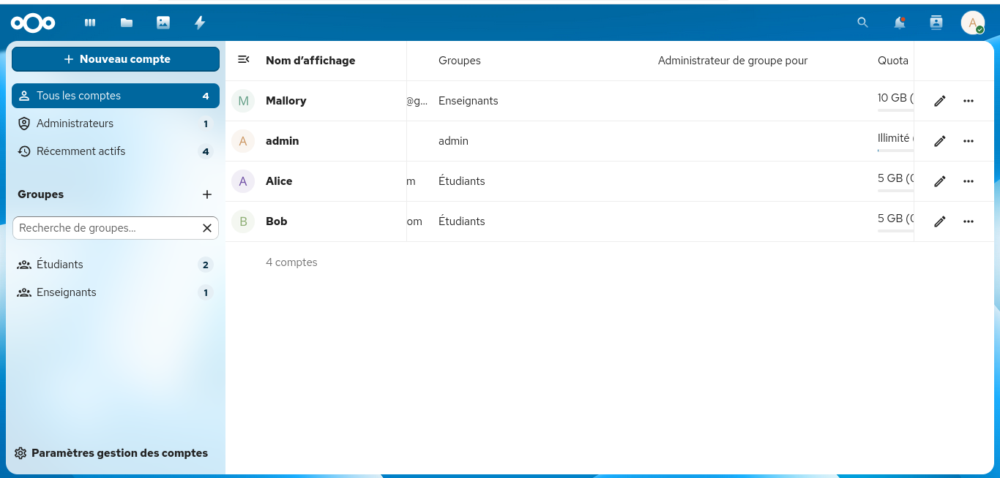 A
Nouveau compte
Nom d’affichage
Groupes
Administrateur de groupe pour
Quota
Tous les comptes 4
Administrateurs 1
Récemment actifs 4
Groupes
Recherche de groupes...
Étudiants 2
Enseignants 1
Paramètres gestion des comptes
M Mallory @g... Enseignants 10 GB (
A admin admin Illimité
A Alice m Étudiants 5 GB (
B Bob om Étudiants 5 GB (
4 comptes